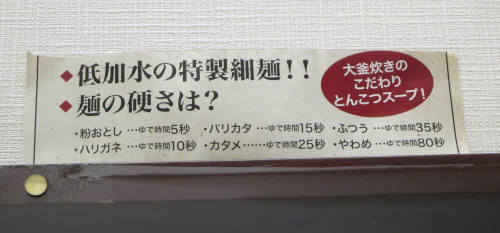 ◆低加水の特製細麺!!
◆麺の硬さは?
大釜炊きの
こだわり
とんこつスープ!
・粉おとし…ゆで時間5秒 ・バリカタ…ゆで時間15秒 ・ふつう…ゆで時間35秒
・ハリガネ…ゆで時間10秒 ・カタメ……ゆで時間25秒 ・やわめ…ゆで時間80秒